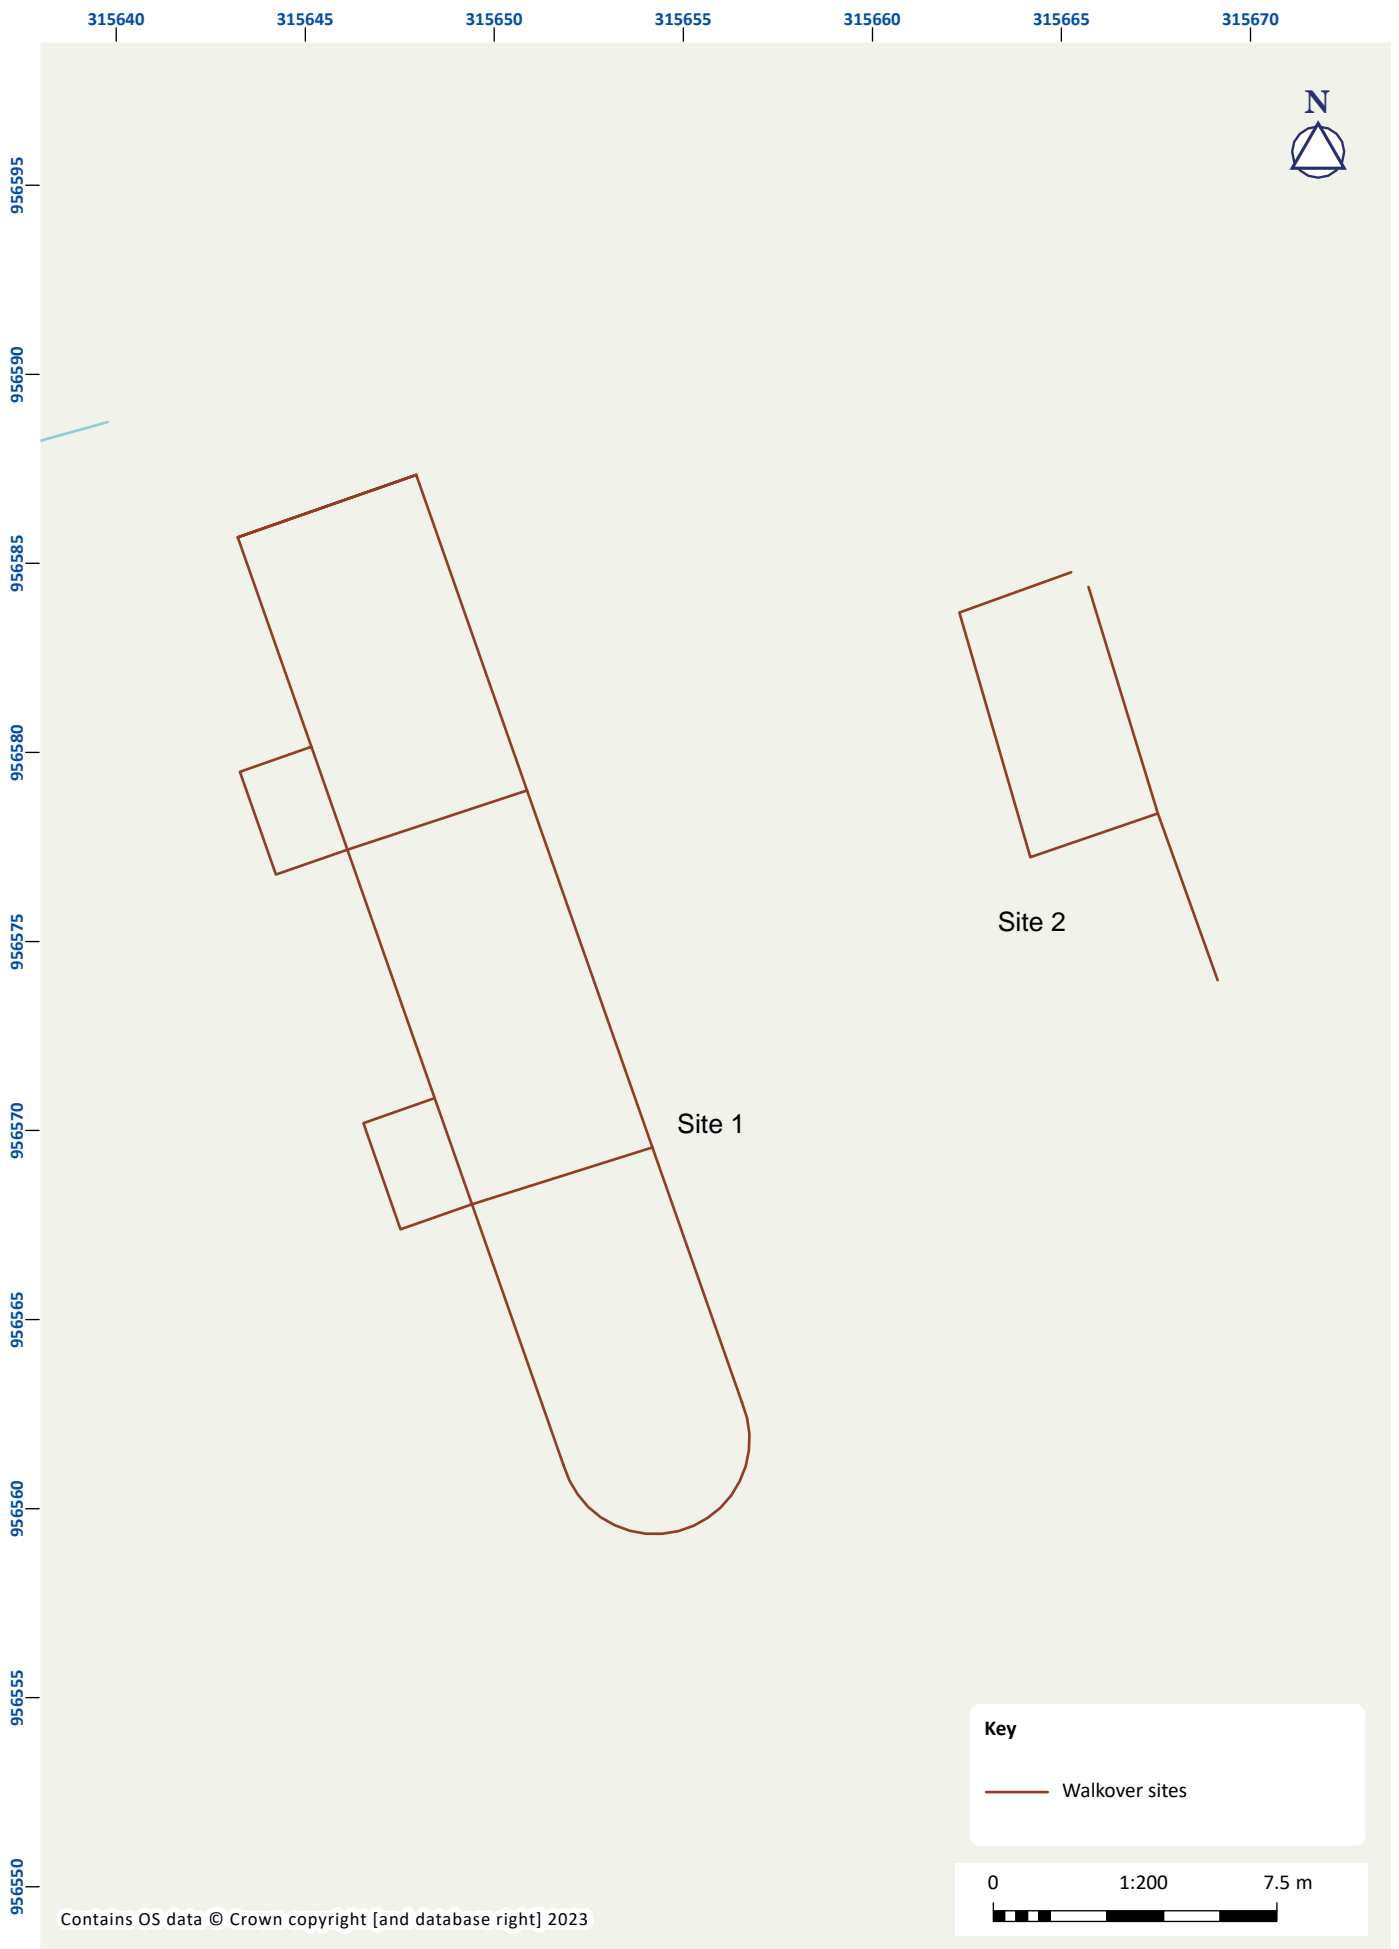 315640 315645 315650 315655 315660 315665 315670
N
956595
956590
956585
956580
956575
956570
956565
956560
956555
956550
Site 2
Site 1
Key
Walkover sites
0 1:200 7.5 m
Contains OS data © Crown copyright [and database right] 2023